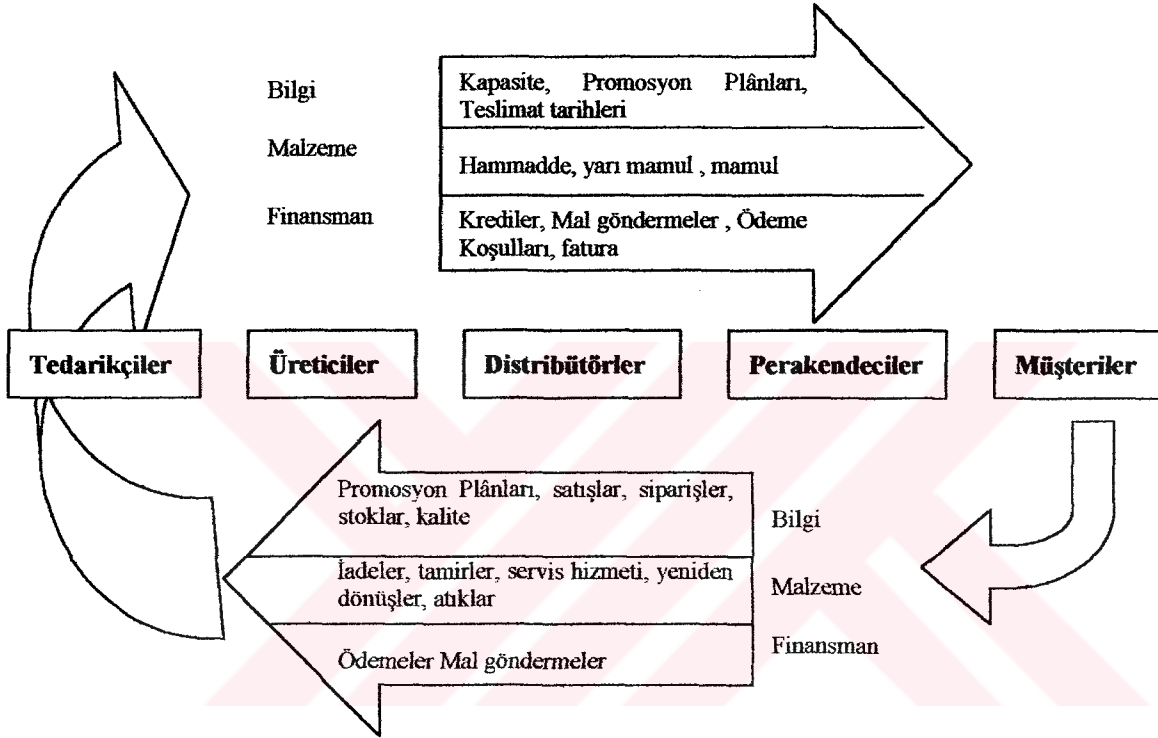 Bilgi
Kapasite, Promosyon Plânları,
Teslimat tarihleri
Malzeme
Hammadde, yarı mamul , mamul
Finansman
Krediler, Mal göndermeler , Ödeme
Koşulları, fatura
Tedarikçiler
Üreticiler
Distribütörler
Perakendeciler
Müşteriler
Promosyon Plânları, satışlar, siparişler,
stoklar, kalite
Bilgi
İadeler, tamirler, servis hizmeti, yeniden
dönüşler, atıklar
Malzeme
Ödemeler Mal göndermeler
Finansman